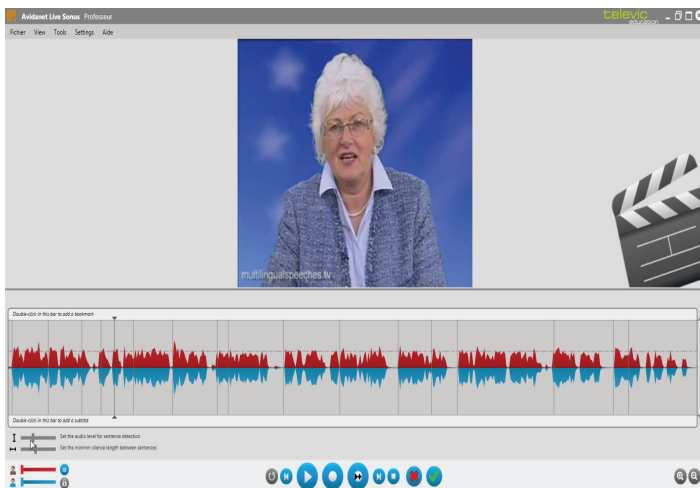 Avidanet Live Sonus Professeur
televic
education
Fichier View Tools Settings Aide
multilingualspeeches.tv
Double-click in this bar to add a bookmark
Double-click in this bar to add a subtitle
Set the audio level for sentence detection
Set the minimm silence length between sentences